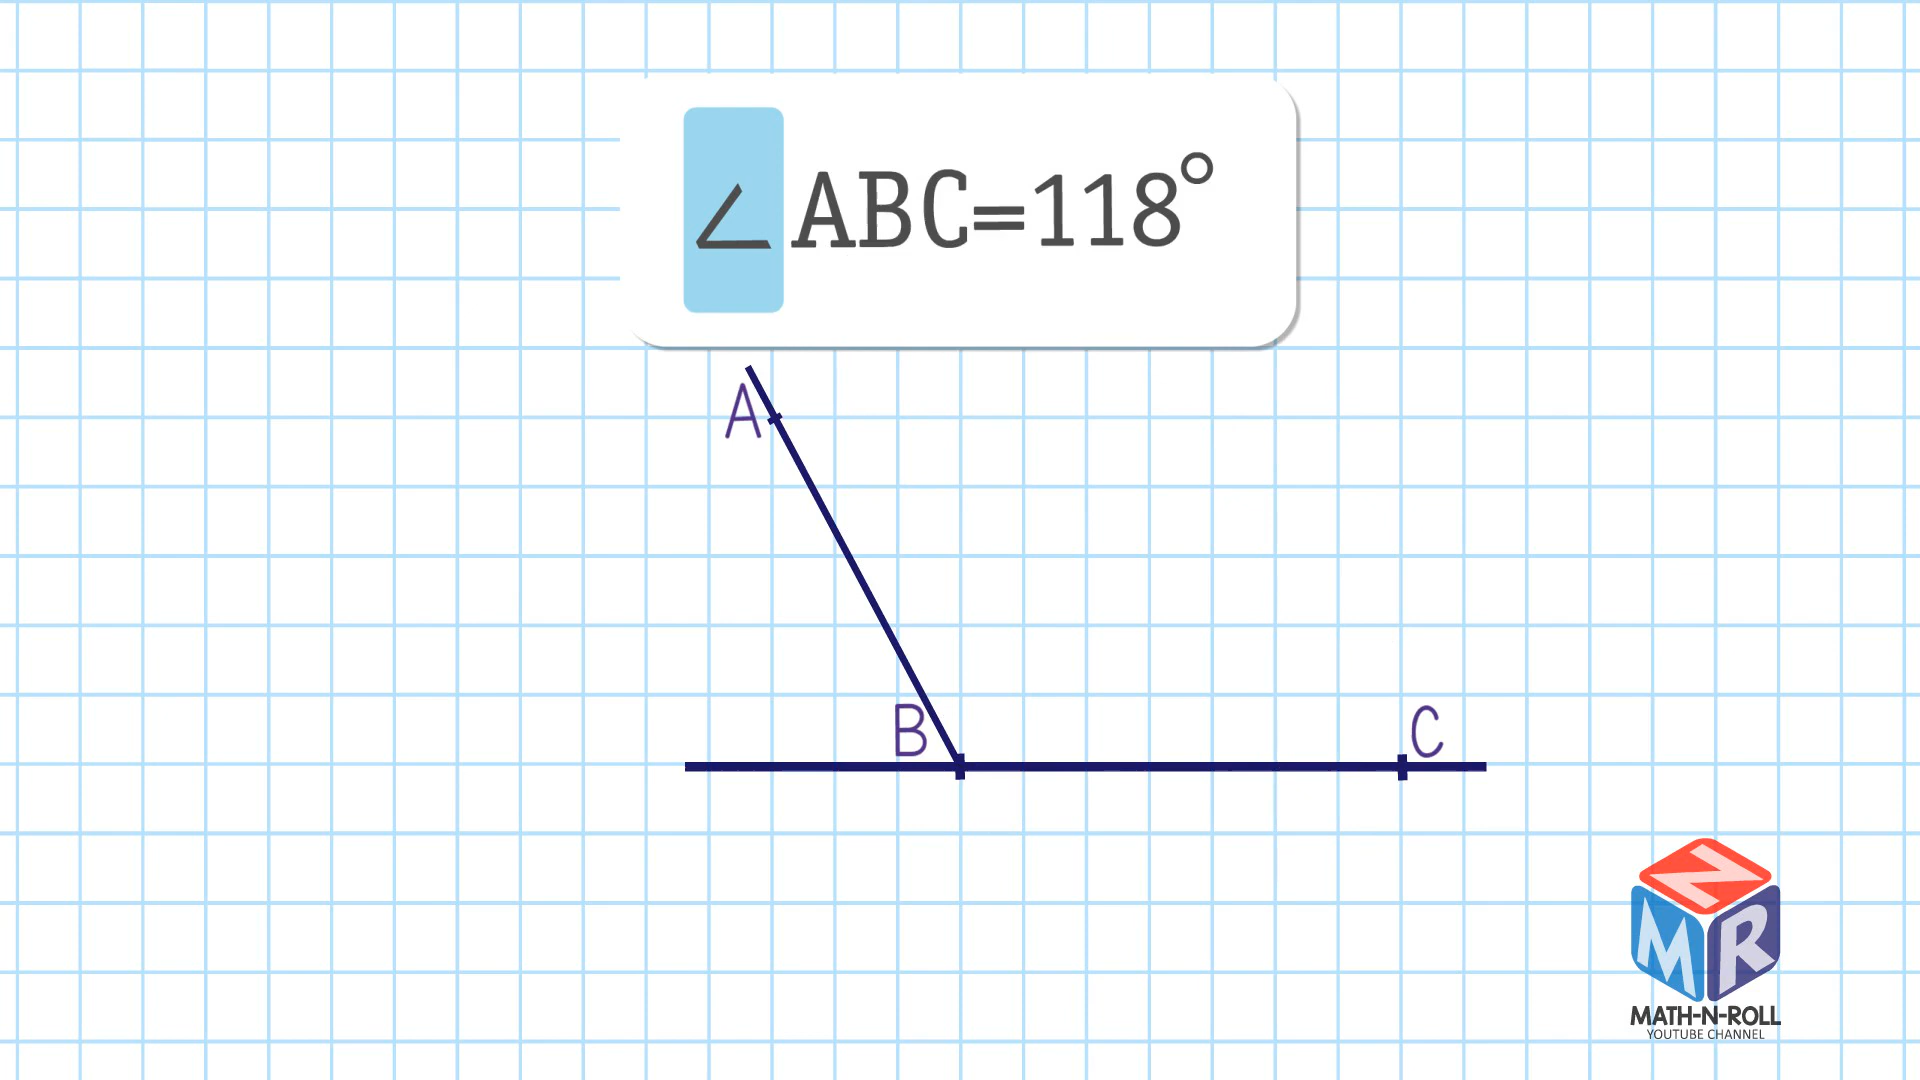 ∠ABC=118°
A
B
C
N
M R
MATH-N-ROLL
YOUTUBE CHANNEL